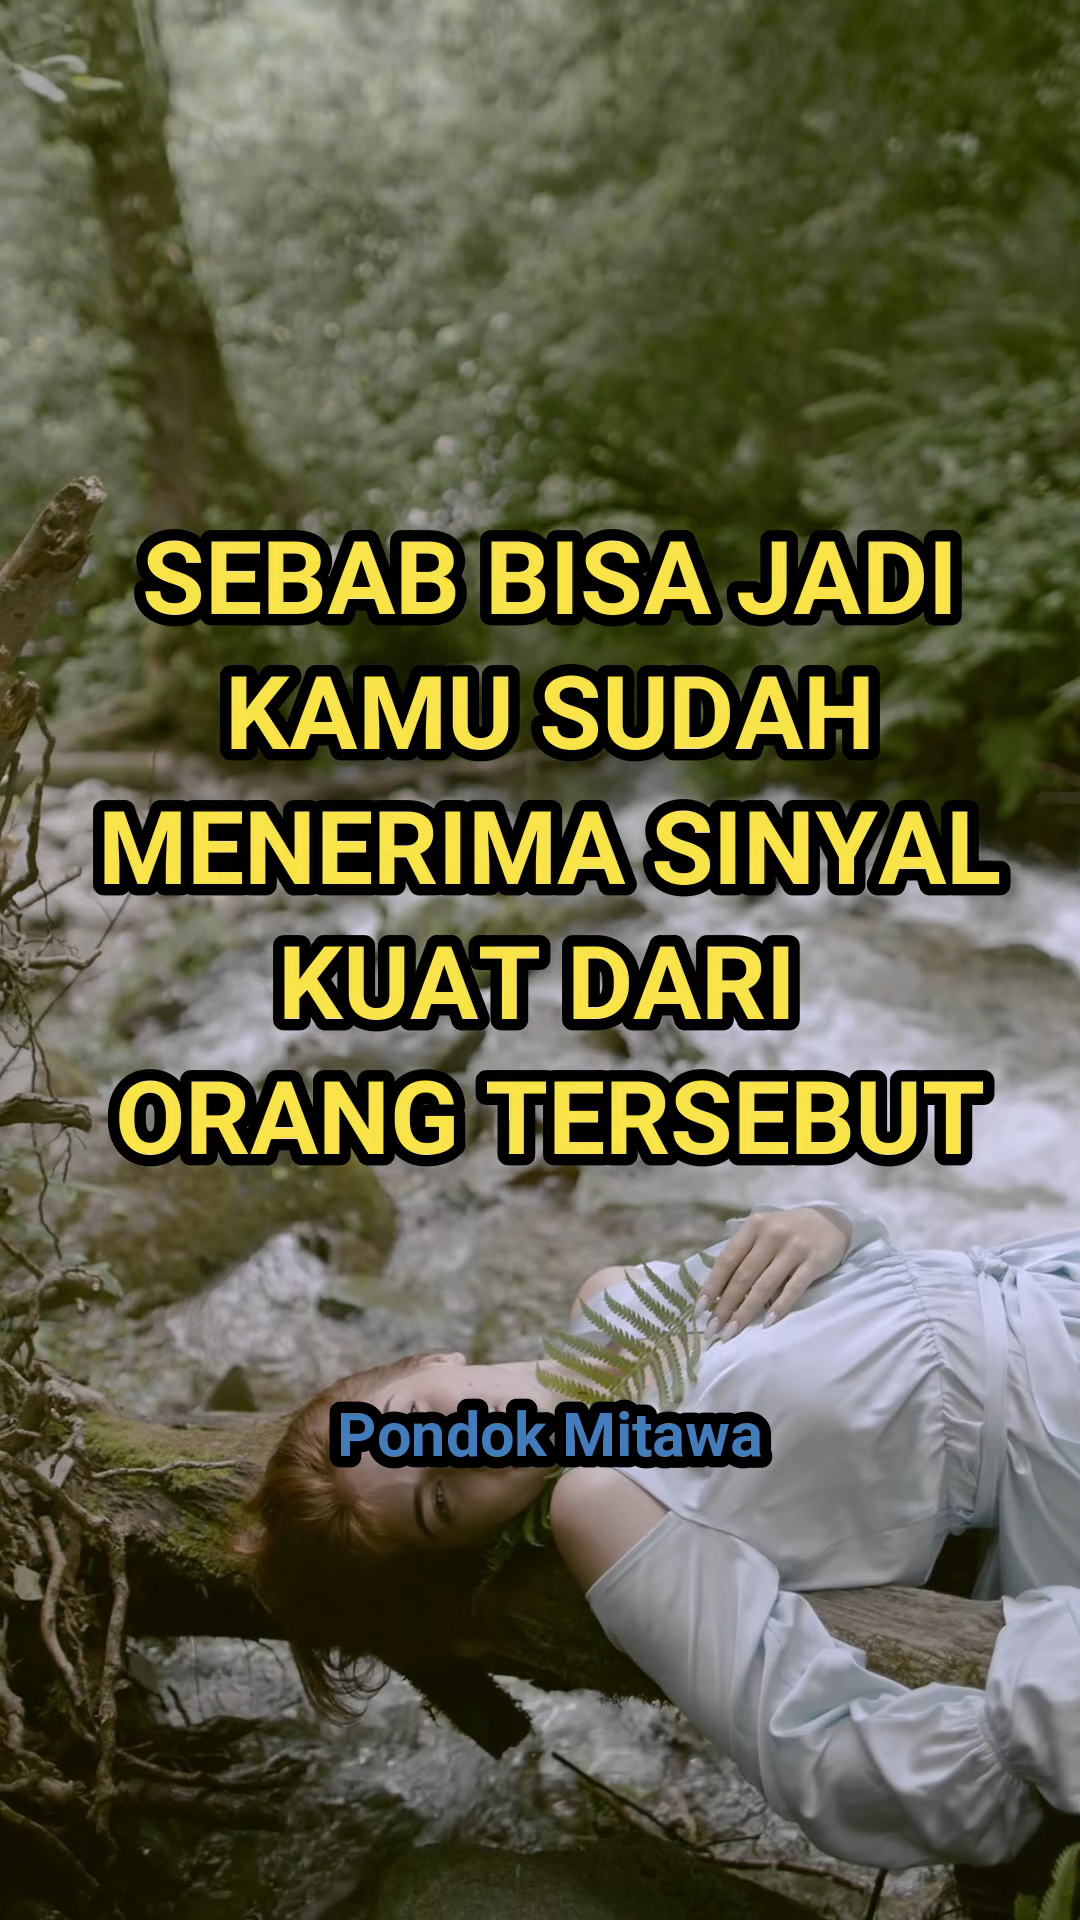 SEBAB BISA JADI
KAMU SUDAH
MENERIMA SINYAL
KUAT DARI
ORANG TERSEBUT
Pondok Mitawa